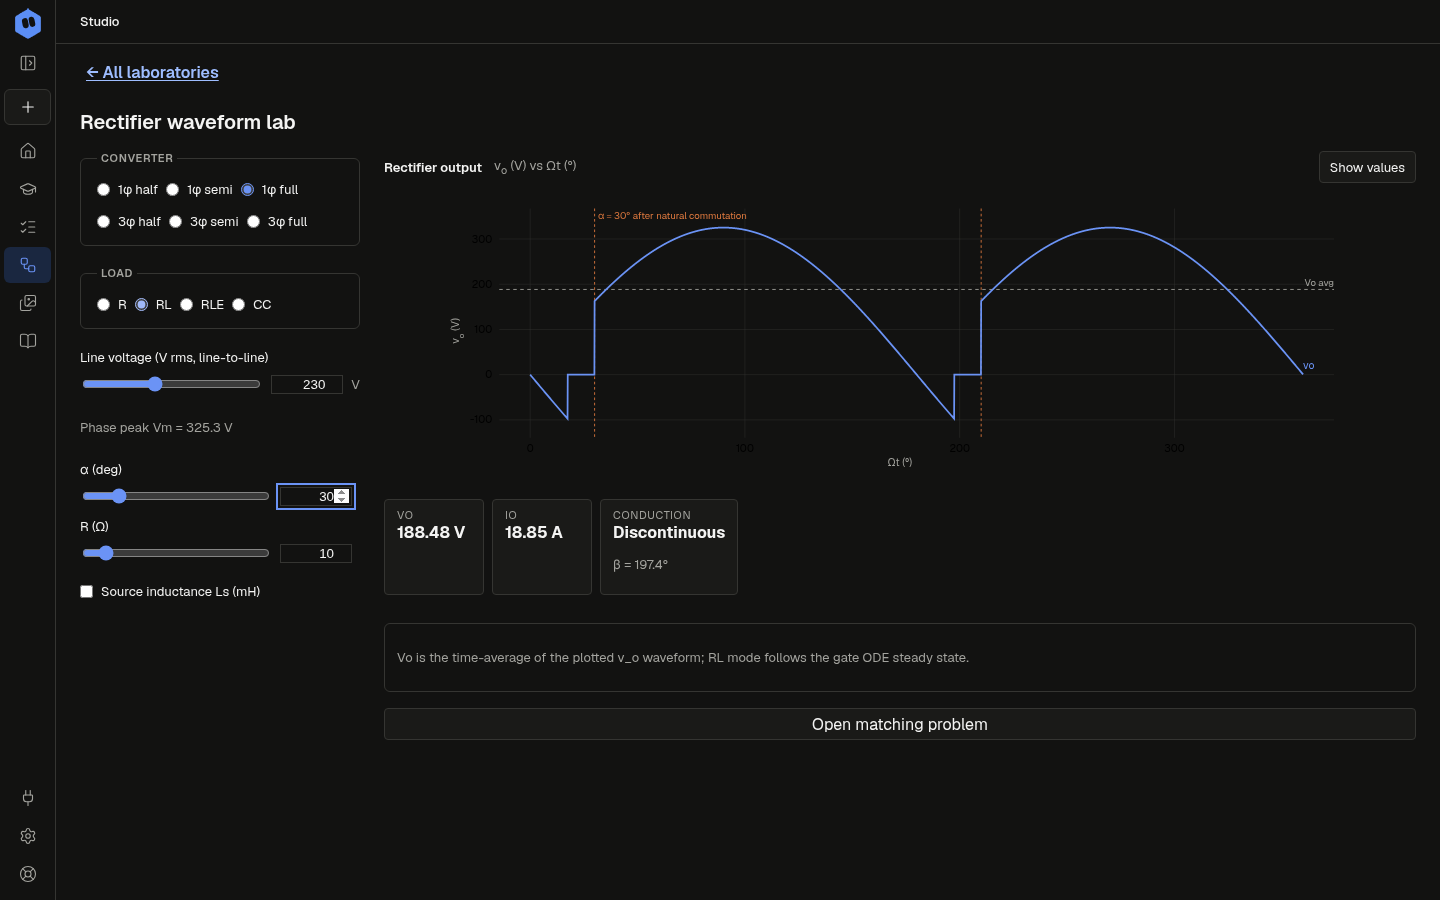 Studio
← All laboratories
Rectifier waveform lab
CONVERTER
1φ half 1φ semi 1φ full
3φ half 3φ semi 3φ full
LOAD
R RL RLE CC
Line voltage (V rms, line-to-line)
230 V
Phase peak Vm = 325.3 V
α (deg)
30
R (Ω)
10
Source inductance Ls (mH)
Rectifier output vo (V) vs Ωt (°)
Show values
α = 30° after natural commutation
300
200
100
0
-100
vo (V)
Vo avg
vo
0 100 200 300
Ωt (°)
VO
188.48 V
IO
18.85 A
CONDUCTION
Discontinuous
β = 197.4°
Vo is the time-average of the plotted v_o waveform; RL mode follows the gate ODE steady state.
Open matching problem